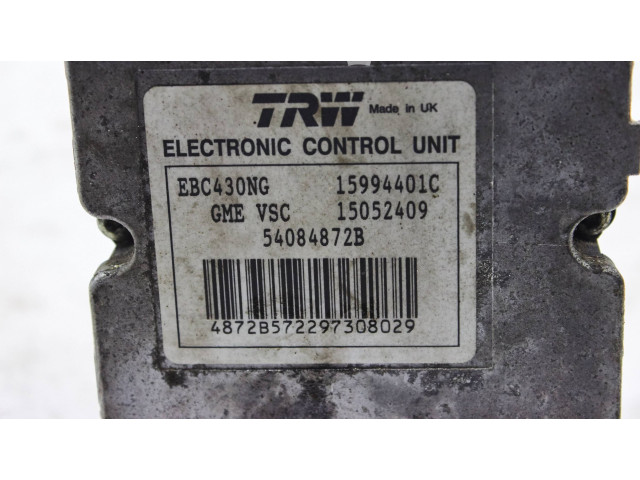 TRW Made in UK
ELECTRONIC CONTROL UNIT
EBC430NG 15994401C
GME VSC 15052409
54084872B
4872B572297308029